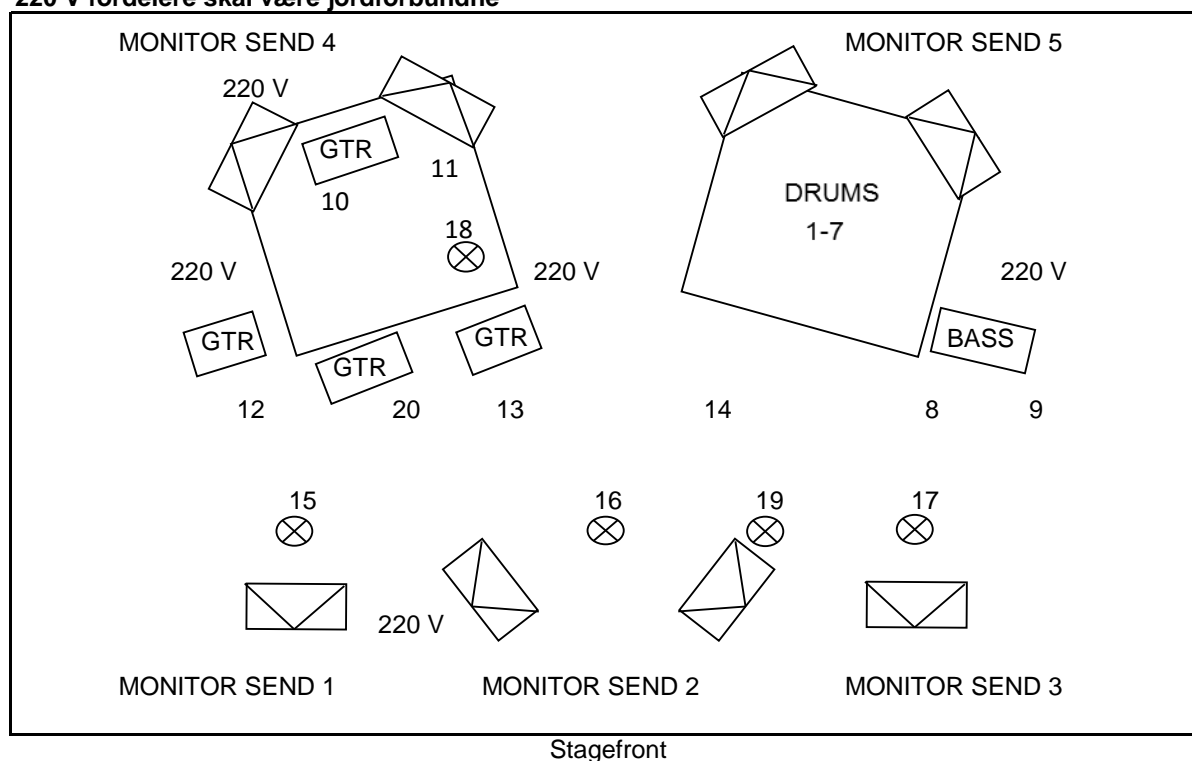 220 V fordelere skal være jordforbundne
MONITOR SEND 4 MONITOR SEND 5
220 V
GTR
11
10
DRUMS
1-7
18
220 V 220 V 220 V
GTR GTR BASS
GTR
12 20 13 14 8 9
15 16 19 17
220 V
MONITOR SEND 1 MONITOR SEND 2 MONITOR SEND 3
Stagefront